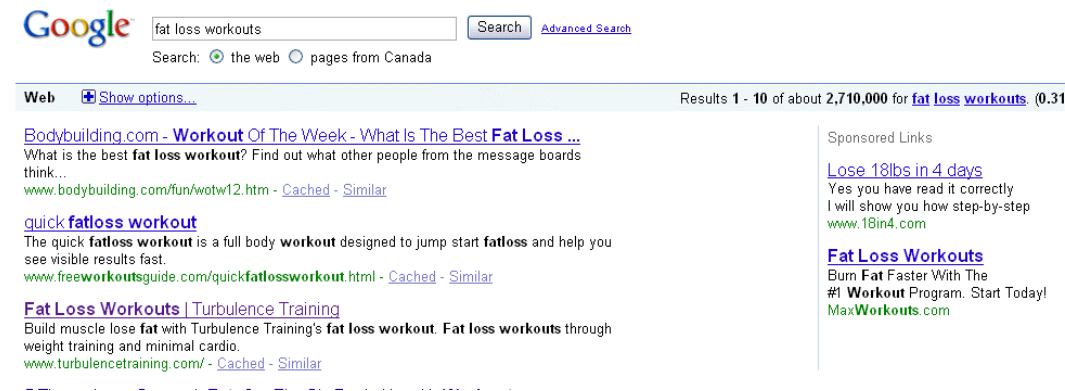 Google fat loss workouts Search Advanced Search
Search: the web pages from Canada
Web Show options... Results 1 - 10 of about 2,710,000 for fat loss workouts. (0.31
Bodybuilding.com - Workout Of The Week - What Is The Best Fat Loss ...
What is the best fat loss workout? Find out what other people from the message boards
think...
www.bodybuilding.com/fun/wotw12.htm - Cached - Similar
quick fatloss workout
The quick fatloss workout is a full body workout designed to jump start fatloss and help you
see visible results fast.
www.freeworkoutsguide.com/quickfatlossworkout.html - Cached - Similar
Fat Loss Workouts | Turbulence Training
Build muscle lose fat with Turbulence Training's fat loss workout. Fat loss workouts through
weight training and minimal cardio.
www.turbulencetraining.com/ - Cached - Similar
Sponsored Links
Lose 18lbs in 4 days
Yes you have read it correctly
I will show you how step-by-step
www.18in4.com
Fat Loss Workouts
Burn Fat Faster With The
#1 Workout Program. Start Today!
MaxWorkouts.com